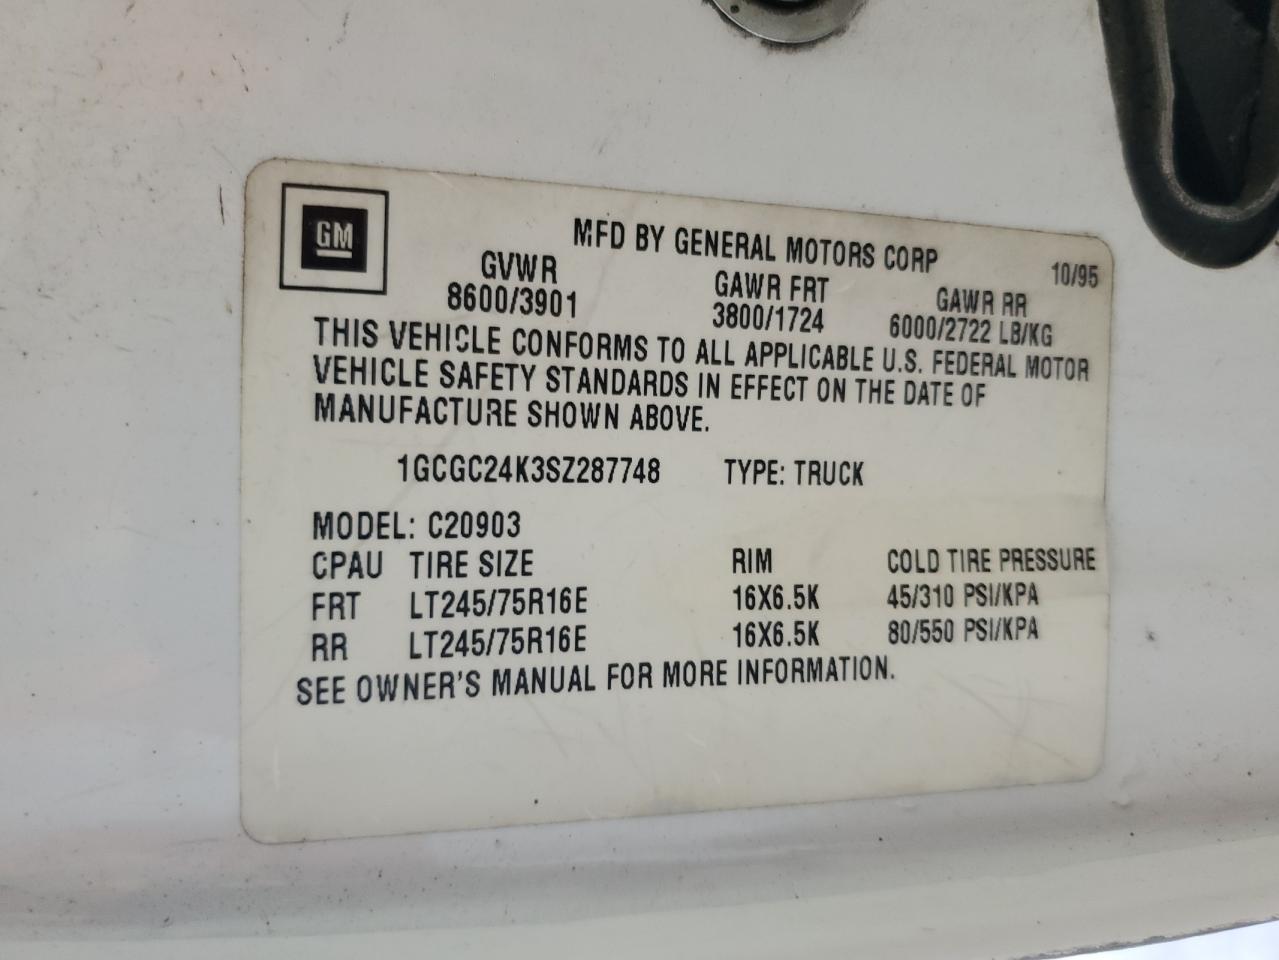 GM
MFD BY GENERAL MOTORS CORP
10/95
GVWR GAWR FRT GAWR RR
8600/3901 3800/1724 6000/2722 LB/KG
THIS VEHICLE CONFORMS TO ALL APPLICABLE U.S. FEDERAL MOTOR
VEHICLE SAFETY STANDARDS IN EFFECT ON THE DATE OF
MANUFACTURE SHOWN ABOVE.
1GCGC24K3SZ287748 TYPE: TRUCK
MODEL: C20903
CPAU TIRE SIZE RIM COLD TIRE PRESSURE
FRT LT245/75R16E 16X6.5K 45/310 PSI/KPA
RR LT245/75R16E 16X6.5K 80/550 PSI/KPA
SEE OWNER'S MANUAL FOR MORE INFORMATION.